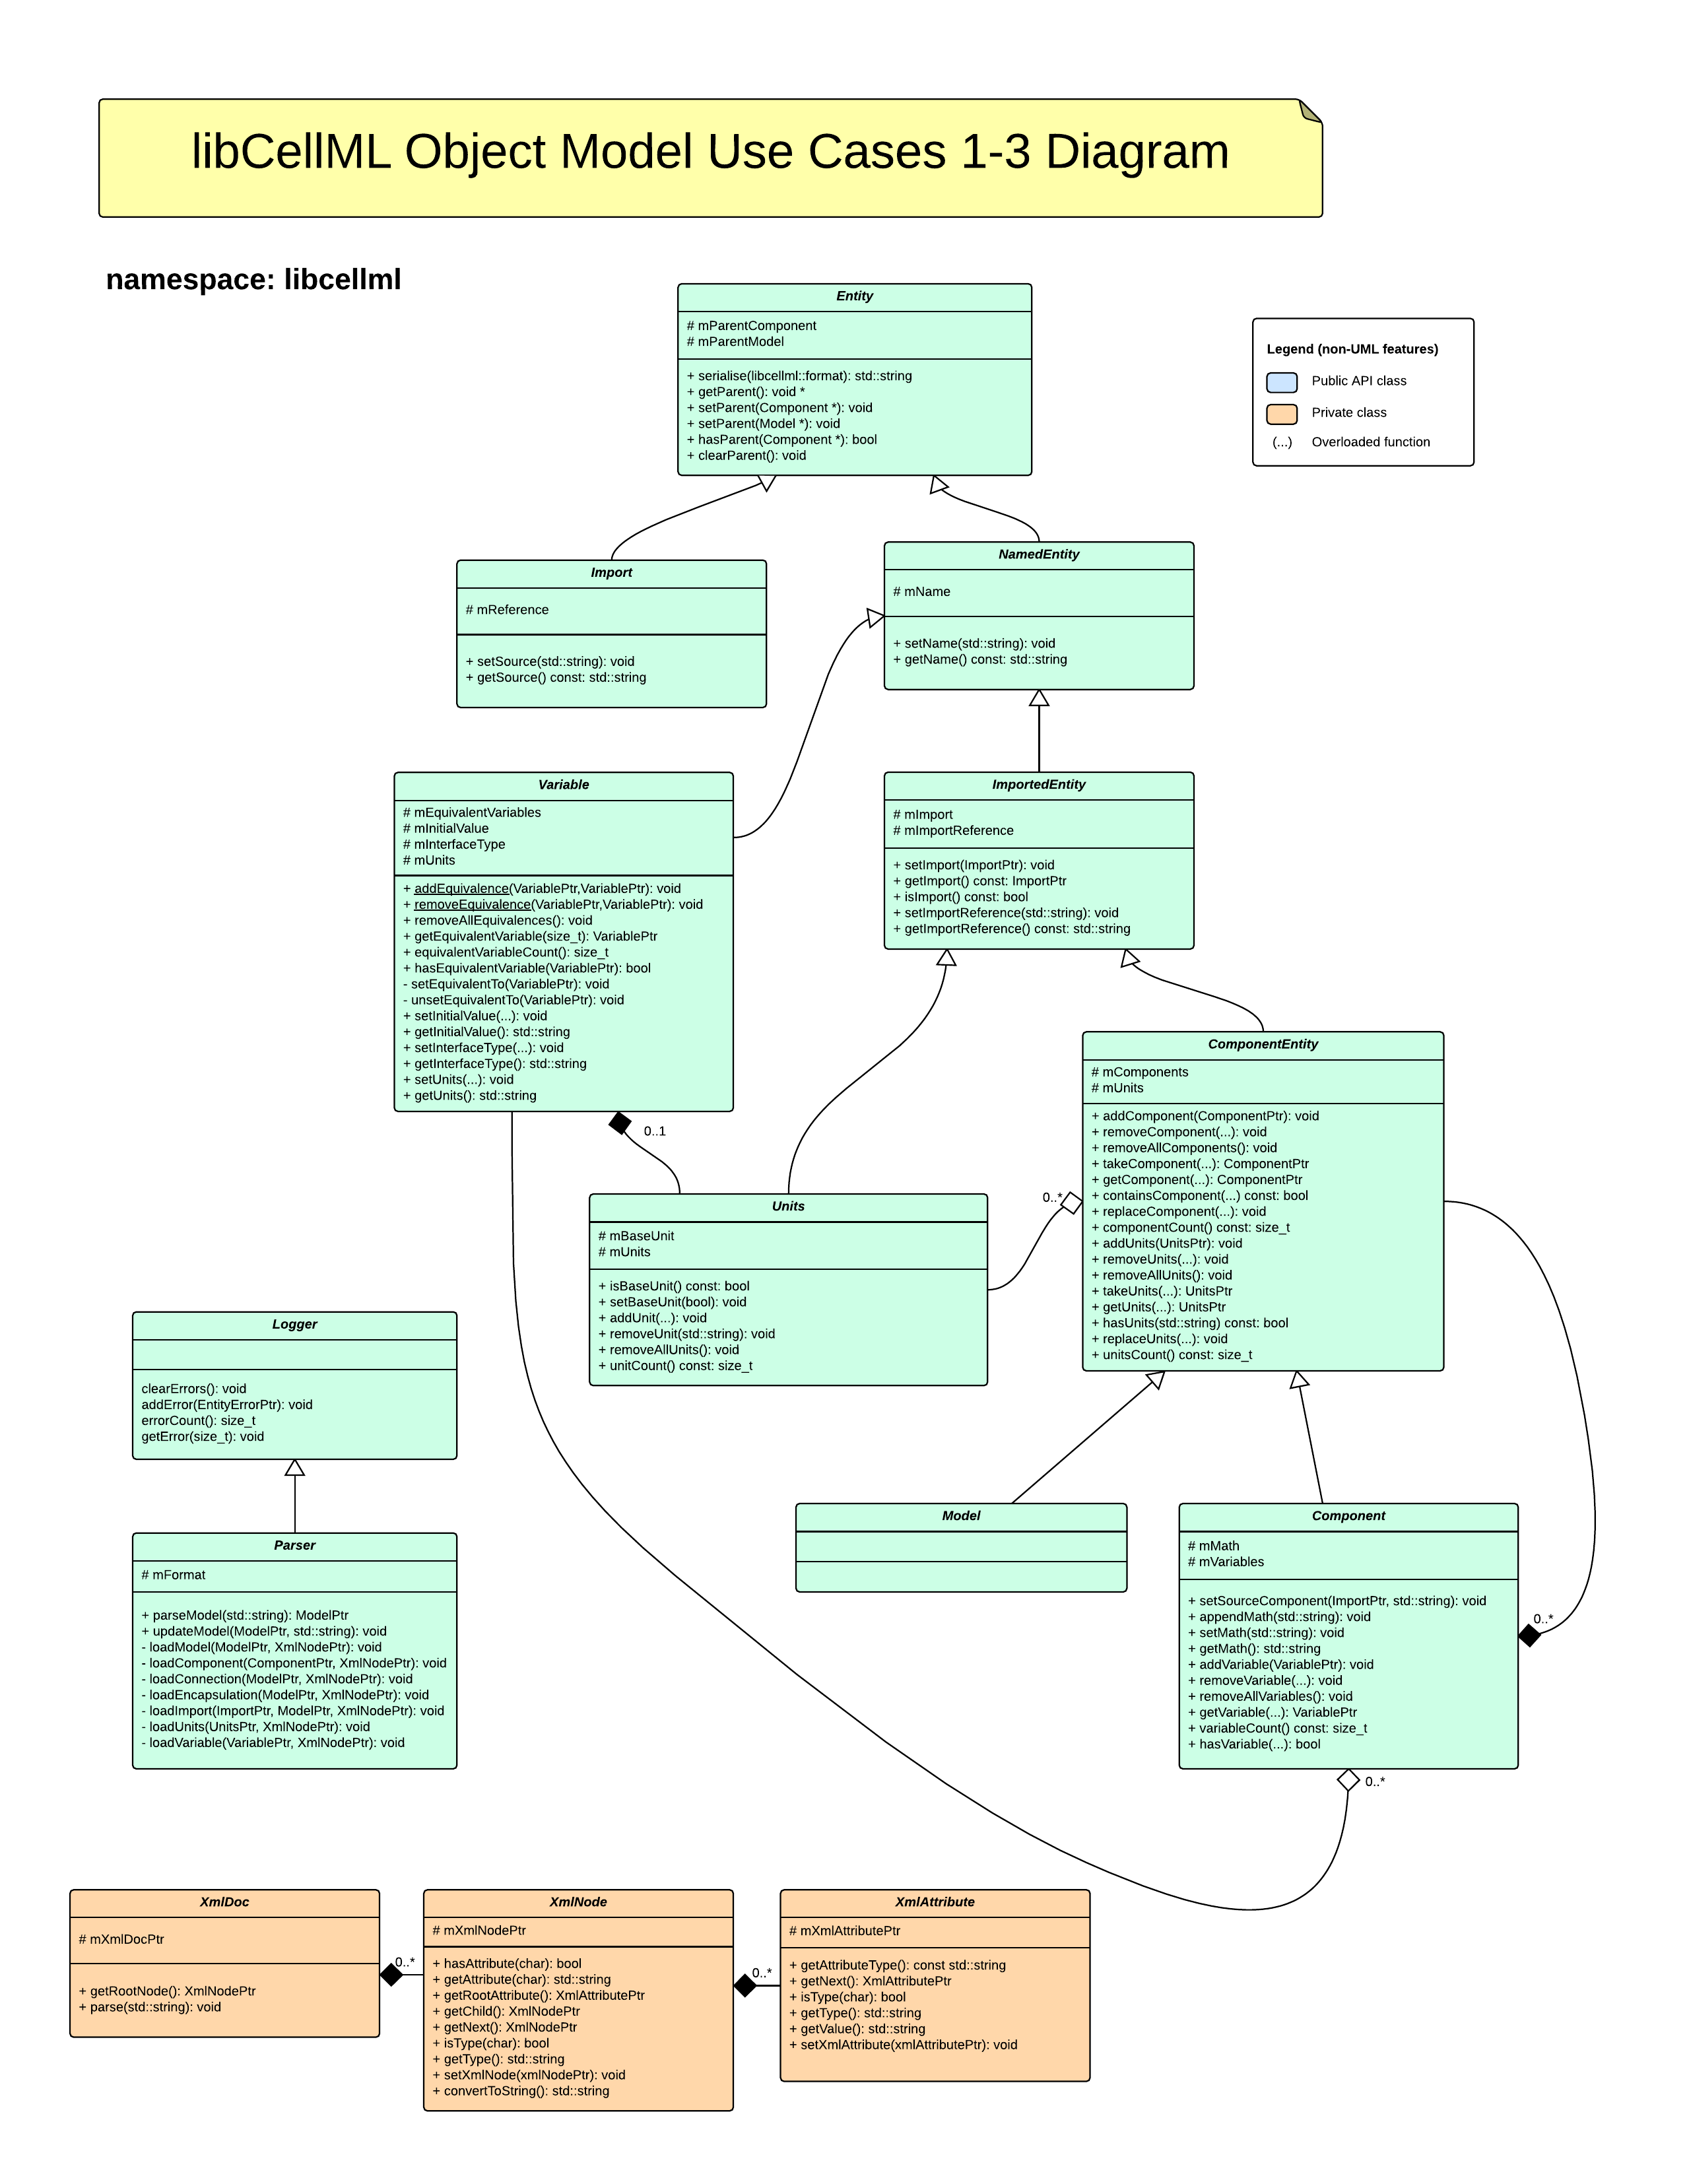 libCellML Object Model Use Cases 1-3 Diagram
namespace: libcellml
Entity
# mParentComponent
# mParentModel
+ serialise(libcellml::format): std::string
+ getParent(): void *
+ setParent(Component *): void
+ setParent(Model *): void
+ hasParent(Component *): bool
+ clearParent(): void
Legend (non-UML features)
Public API class
Private class
(...) Overloaded function
Import
# mReference
+ setSource(std::string): void
+ getSource() const: std::string
NamedEntity
# mName
+ setName(std::string): void
+ getName() const: std::string
Variable
# mEquivalentVariables
# mInitialValue
# mInterfaceType
# mUnits
+ addEquivalence(VariablePtr,VariablePtr): void
+ removeEquivalence(VariablePtr,VariablePtr): void
+ removeAllEquivalences(): void
+ getEquivalentVariable(size_t): VariablePtr
+ equivalentVariableCount(): size_t
+ hasEquivalentVariable(VariablePtr): bool
- setEquivalentTo(VariablePtr): void
- unsetEquivalentTo(VariablePtr): void
+ setInitialValue(...): void
+ getInitialValue(): std::string
+ setInterfaceType(...): void
+ getInterfaceType(): std::string
+ setUnits(...): void
+ getUnits(): std::string
0..1
ImportedEntity
# mImport
# mImportReference
+ setImport(ImportPtr): void
+ getImport() const: ImportPtr
+ isImport() const: bool
+ setImportReference(std::string): void
+ getImportReference() const: std::string
ComponentEntity
# mComponents
# mUnits
+ addComponent(ComponentPtr): void
+ removeComponent(...): void
+ removeAllComponents(): void
+ takeComponent(...): ComponentPtr
+ getComponent(...): ComponentPtr
+ containsComponent(...) const: bool
+ replaceComponent(...): void
+ componentCount() const: size_t
+ addUnits(UnitsPtr): void
+ removeUnits(...): void
+ removeAllUnits(): void
+ takeUnits(...): UnitsPtr
+ getUnits(...): UnitsPtr
+ hasUnits(std::string) const: bool
+ replaceUnits(...): void
+ unitsCount() const: size_t
0..*
Units
# mBaseUnit
# mUnits
+ isBaseUnit() const: bool
+ setBaseUnit(bool): void
+ addUnit(...): void
+ removeUnit(std::string): void
+ removeAllUnits(): void
+ unitCount() const: size_t
Logger
clearErrors(): void
addError(EntityErrorPtr): void
errorCount(): size_t
getError(size_t): void
Parser
# mFormat
+ parseModel(std::string): ModelPtr
+ updateModel(ModelPtr, std::string): void
- loadModel(ModelPtr, XmlNodePtr): void
- loadComponent(ComponentPtr, XmlNodePtr): void
- loadConnection(ModelPtr, XmlNodePtr): void
- loadEncapsulation(ModelPtr, XmlNodePtr): void
- loadImport(ImportPtr, ModelPtr, XmlNodePtr): void
- loadUnits(UnitsPtr, XmlNodePtr): void
- loadVariable(VariablePtr, XmlNodePtr): void
Model
Component
# mMath
# mVariables
+ setSourceComponent(ImportPtr, std::string): void
+ appendMath(std::string): void
+ setMath(std::string): void
+ getMath(): std::string
+ addVariable(VariablePtr): void
+ removeVariable(...): void
+ removeAllVariables(): void
+ getVariable(...): VariablePtr
+ variableCount() const: size_t
+ hasVariable(...): bool
0..*
0..*
XmlDoc
# mXmlDocPtr
+ getRootNode(): XmlNodePtr
+ parse(std::string): void
0..*
XmlNode
# mXmlNodePtr
+ hasAttribute(char): bool
+ getAttribute(char): std::string
+ getRootAttribute(): XmlAttributePtr
+ getChild(): XmlNodePtr
+ getNext(): XmlNodePtr
+ isType(char): bool
+ getType(): std::string
+ setXmlNode(xmlNodePtr): void
+ convertToString(): std::string
0..*
XmlAttribute
# mXmlAttributePtr
+ getAttributeType(): const std::string
+ getNext(): XmlAttributePtr
+ isType(char): bool
+ getType(): std::string
+ getValue(): std::string
+ setXmlAttribute(xmlAttributePtr): void